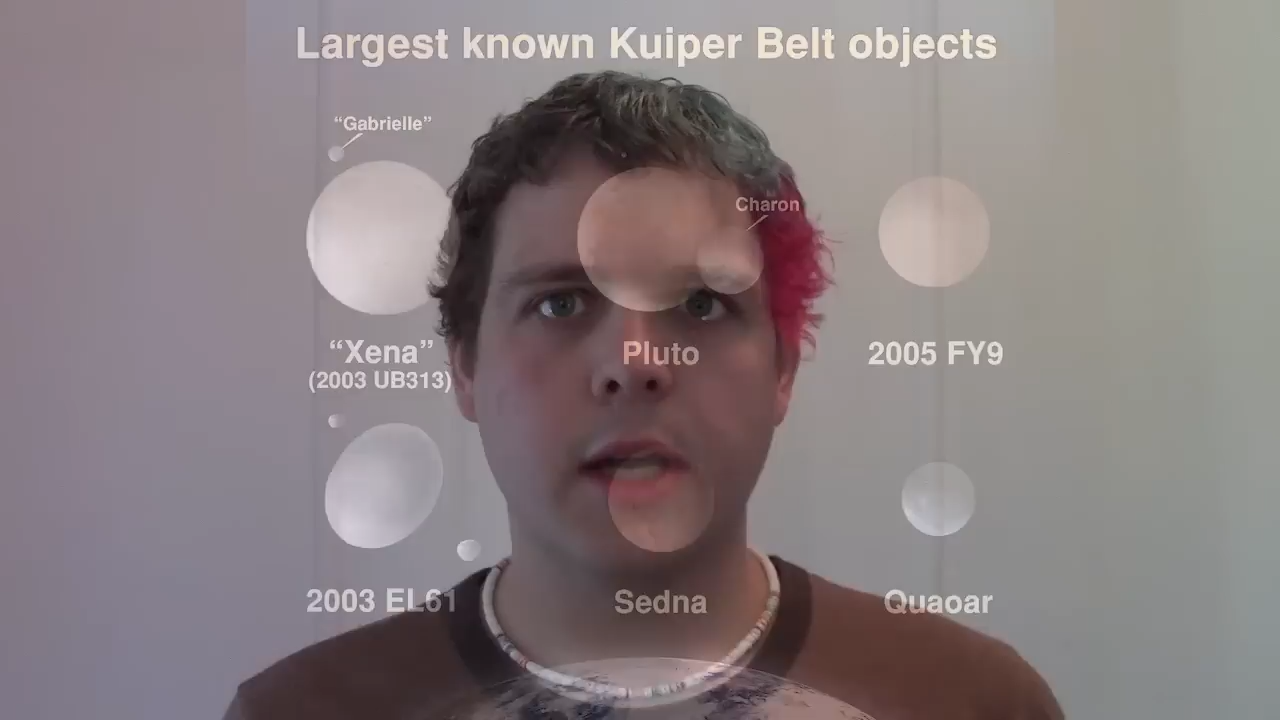 Largest known Kuiper Belt objects
“Gabrielle”
Charon
“Xena”
(2003 UB313)
Pluto
2005 FY9
2003 EL61
Sedna
Quaoar